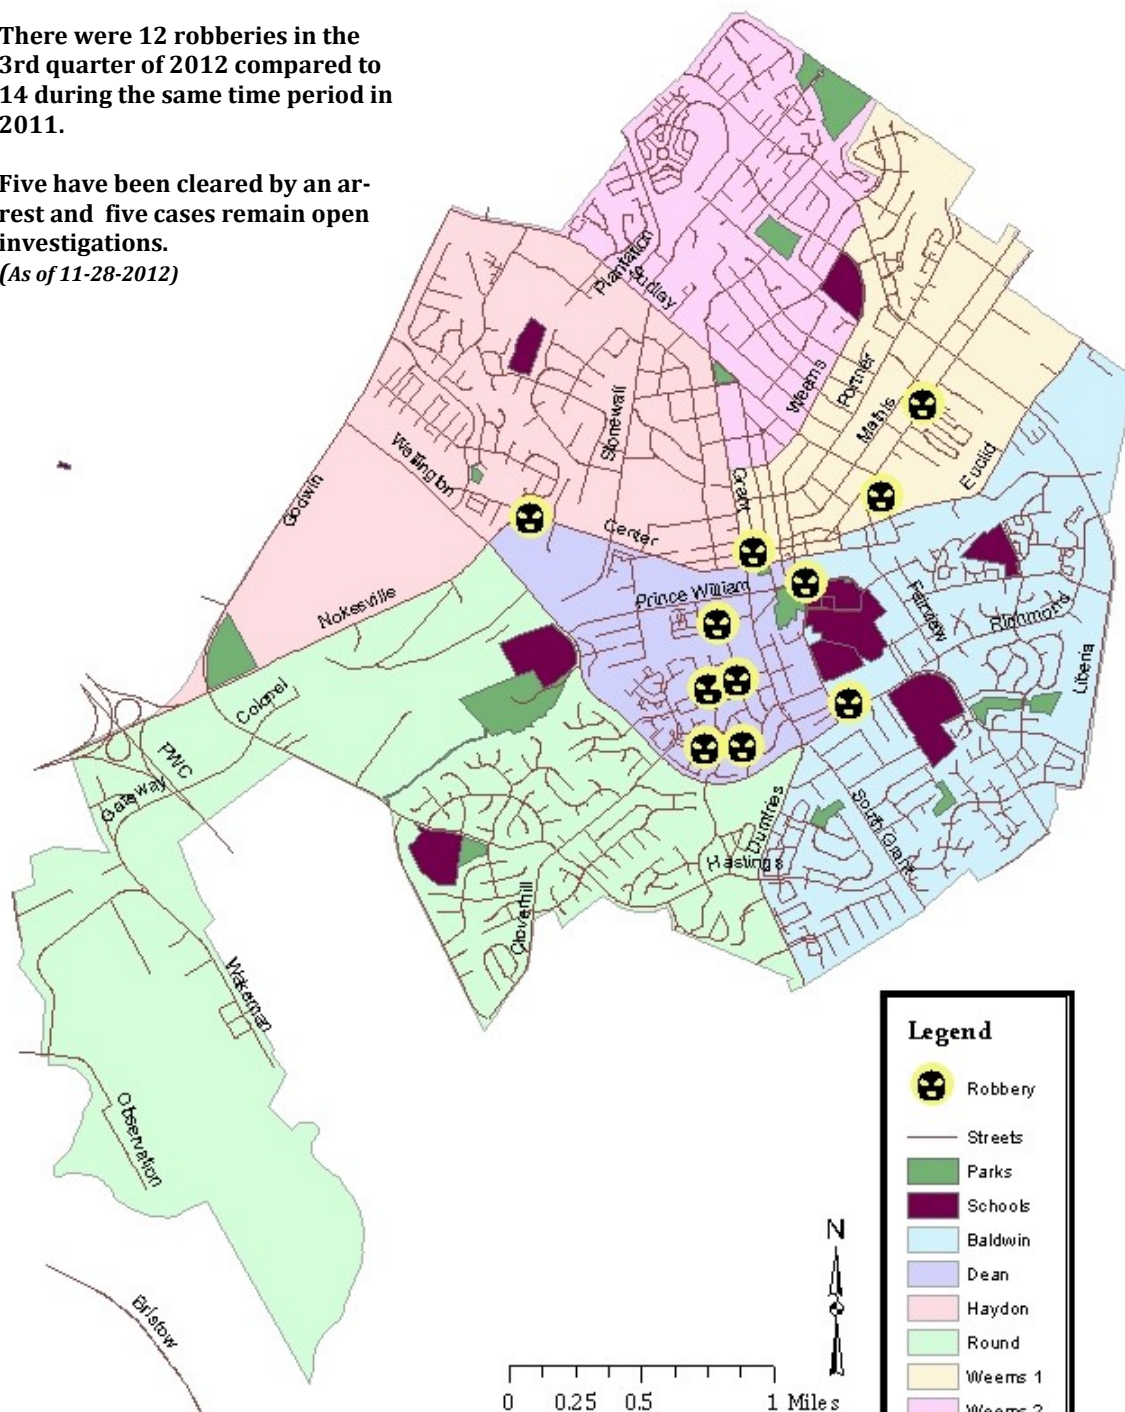 There were 12 robberies in the
3rd quarter of 2012 compared to
14 during the same time period in
2011.
Five have been cleared by an ar-
rest and five cases remain open
investigations.
(As of 11-28-2012)
Plantation
Sudley
Weems
Portner
Mathis
Euclid
Stonewall
Wellington
Grant
Godwin
Center
Prince William
Nokesville
Fairview
Richmond
Liberia
Colonel
PWC
Gateway
Dumfries
South Grant
Hastings
Cloverhill
Wakeman
Observation
Bristow
Legend
Robbery
Streets
Parks
Schools
Baldwin
Dean
Haydon
Round
Weems 1
Weems 2
N
0 0.25 0.5 1 Miles